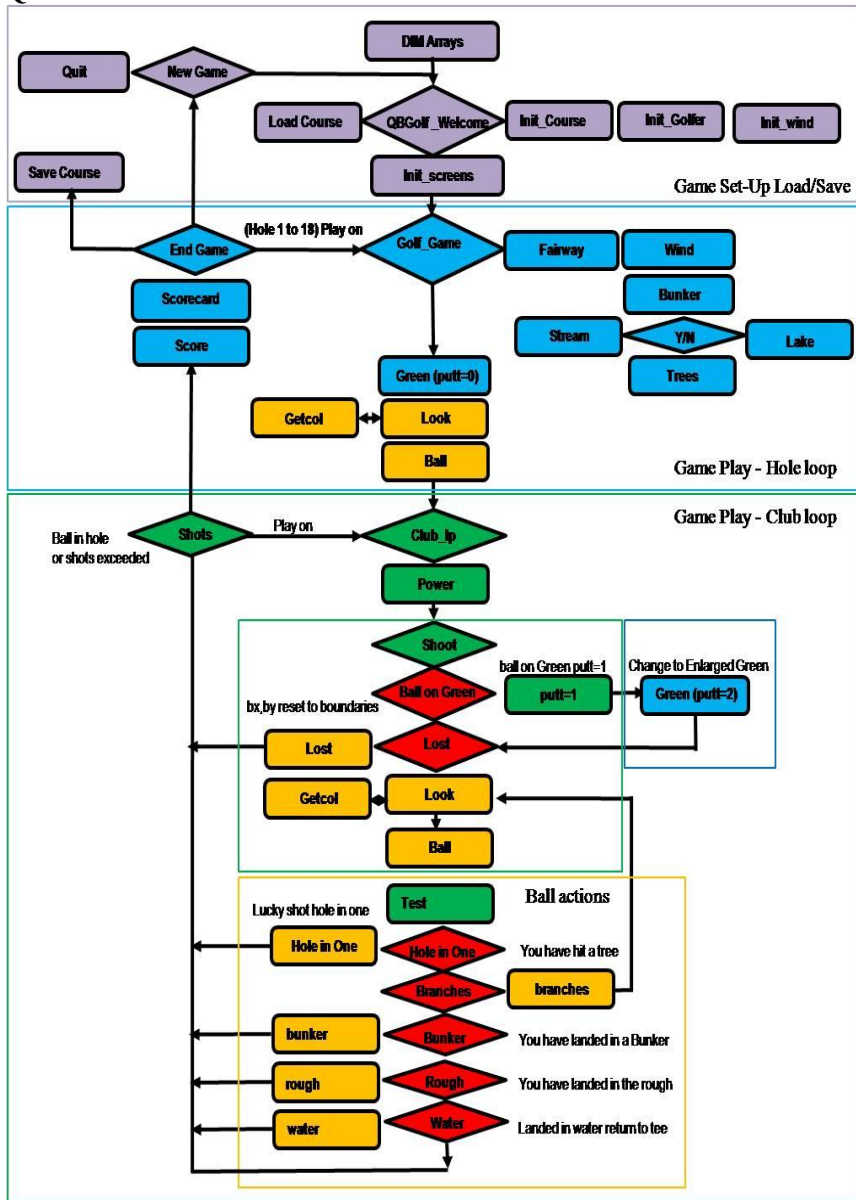 DIM Arrays
Quit
New Game
Load Course
QBGolf_Welcome
Init_Course
Init_Golfer
Init_wind
Save Course
Init_screens
Game Set-Up Load/Save
End Game
(Hole 1 to 18) Play on
Golf_Game
Fairway
Wind
Scorecard
Bunker
Score
Stream
Y/N
Lake
Green (putt=0)
Trees
Getcol
Look
Ball
Game Play - Hole loop
Game Play - Club loop
Ball in hole
or shots exceeded
Shots
Play on
Club_lp
Power
Shoot
ball on Green putt=1
Change to Enlarged Green
Ball on Green
putt=1
Green (putt=2)
bx,by reset to boundaries
Lost
Lost
Getcol
Look
Ball
Test
Ball actions
Lucky shot hole in one
Hole in One
Hole in One
You have hit a tree
Branches
branches
bunker
Bunker
You have landed in a Bunker
rough
Rough
You have landed in the rough
water
Water
Landed in water return to tee